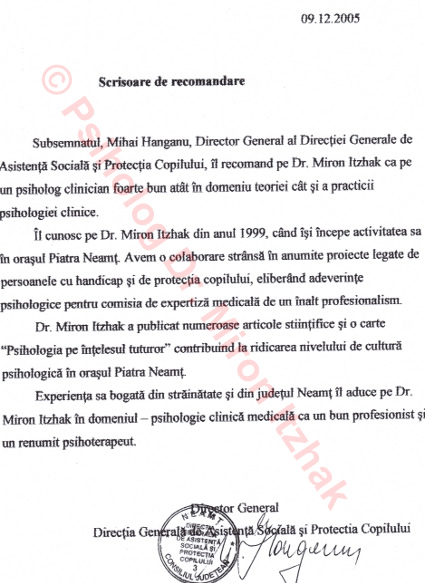 09.12.2005
Scrisoare de recomandare
Subsemnatul, Mihai Hanganu, Director General al Direcţiei Generale de
Asistenţă Socială şi Protecţia Copilului, îl recomand pe Dr. Miron Itzhak ca pe
un psiholog clinician foarte bun atât în domeniu teoriei cât şi a practicii
psihologiei clinice.
Îl cunosc pe Dr. Miron Itzhak din anul 1999, când îşi începe activitatea sa
în oraşul Piatra Neamţ. Avem o colaborare strânsă în anumite proiecte legate de
persoanele cu handicap şi de protecţia copilului, eliberând adeverinţe
psihologice pentru comisia de expertiză medicală de un înalt profesionalism.
Dr. Miron Itzhak a publicat numeroase articole stiinţifice şi o carte
“Psihologia pe înţelesul tuturor” contribuind la ridicarea nivelului de cultură
psihologică în oraşul Piatra Neamţ.
Experienţa sa bogată din străinătate şi din judeţul Neamţ îl aduce pe Dr.
Miron Itzhak în domeniul – psihologie clinică medicală ca un bun profesionist şi
un renumit psihoterapeut.
Director General
Direcţia Generală de Asistenţă Socială şi Protectia Copilului
NEAMŢ
DIRECŢIA
GENERALĂ
DE ASISTENŢĂ
SOCIALĂ ŞI
PROTECŢIA
COPILULUI
3
CONSILIUL JUDEŢEAN
© Psiholog Dr. Miron Itzhak